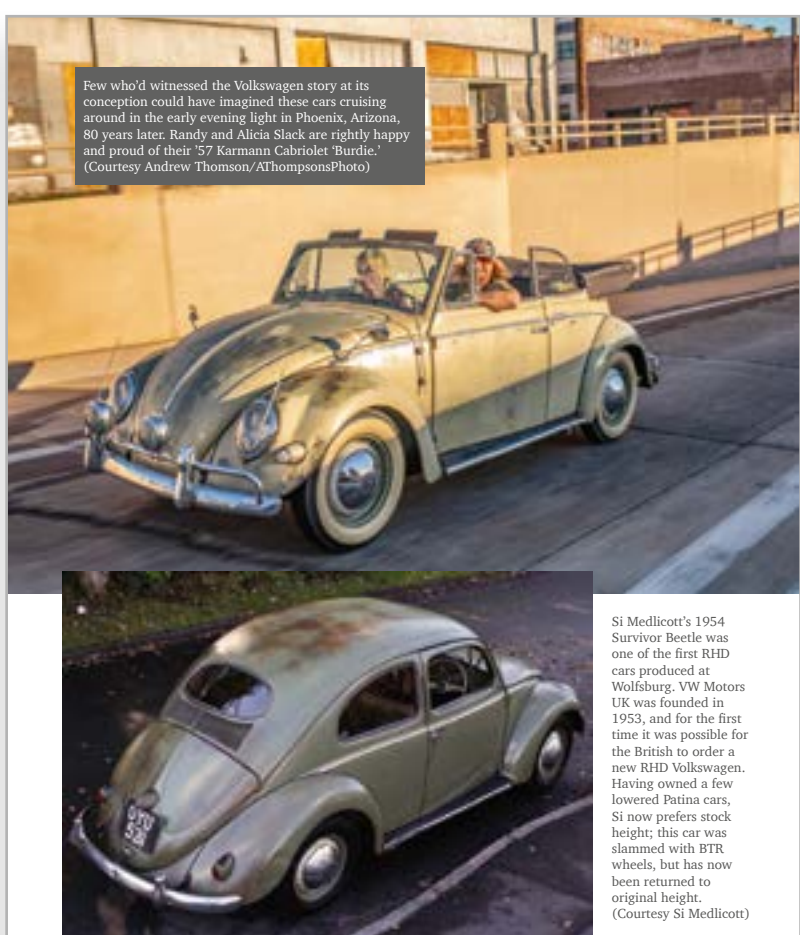 Few who'd witnessed the Volkswagen story at its
conception could have imagined these cars cruising
around in the early evening light in Phoenix, Arizona,
80 years later. Randy and Alicia Slack are rightly happy
and proud of their '57 Karmann Cabriolet ‘Burdie.’
(Courtesy Andrew Thomson/AThompsonsPhoto)
Si Medlicott's 1954
Survivor Beetle was
one of the first RHD
cars produced at
Wolfsburg. VW Motors
UK was founded in
1953, and for the first
time it was possible for
the British to order a
new RHD Volkswagen.
Having owned a few
lowered Patina cars,
Si now prefers stock
height; this car was
slammed with BTR
wheels, but has now
been returned to
original height.
(Courtesy Si Medlicott)